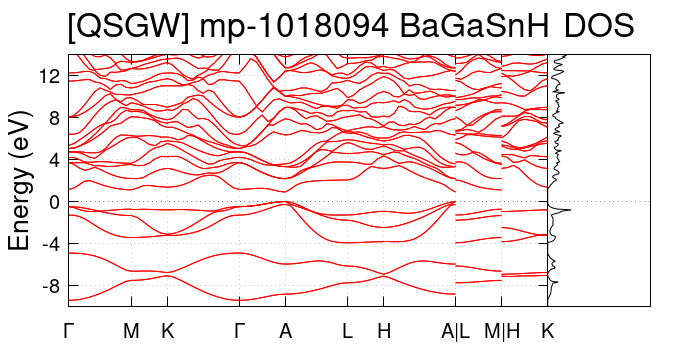 [QSGW] mp-1018094 BaGaSnH DOS
Energy (eV)
12
8
4
0
-4
-8
Γ M K Γ A L H A|L M|H K